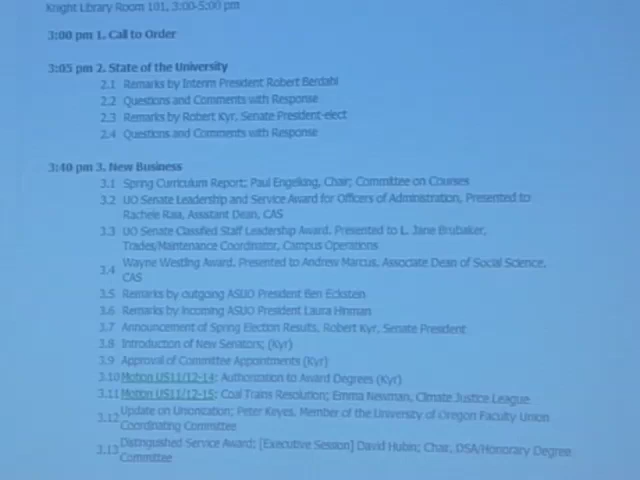 Knight Library Room 101, 3:00-5:00 pm
3:00 pm 1. Call to Order
3:05 pm 2. State of the University
2.1 Remarks by Interim President Robert Berdahl
2.2 Questions and Comments with Response
2.3 Remarks by Robert Kyr, Senate President-elect
2.4 Questions and Comments with Response
3:40 pm 3. New Business
3.1 Spring Curriculum Report; Paul Engelking, Chair; Committee on Courses
3.2 UO Senate Leadership and Service Award for Officers of Administration, Presented to
Rachele Raia, Assistant Dean, CAS
3.3 UO Senate Classified Staff Leadership Award. Presented to L. Jane Brubaker,
Trades/Maintenance Coordinator, Campus Operations
3.4 Wayne Westling Award. Presented to Andrew Marcus, Associate Dean of Social Science,
CAS
3.5 Remarks by outgoing ASUO President Ben Eckstein
3.6 Remarks by incoming ASUO President Laura Hinman
3.7 Announcement of Spring Election Results, Robert Kyr, Senate President
3.8 Introduction of New Senators; (Kyr)
3.9 Approval of Committee Appointments (Kyr)
3.10 Motion US11/12-14: Authorization to Award Degrees (Kyr)
3.11 Motion US11/12-15: Coal Trains Resolution; Emma Newman, Climate Justice League
3.12 Update on Unionization; Peter Keyes, Member of the University of Oregon Faculty Union
Coordinating Committee
3.13 Distinguished Service Award; [Executive Session] David Hubin; Chair, DSA/Honorary Degree
Committee